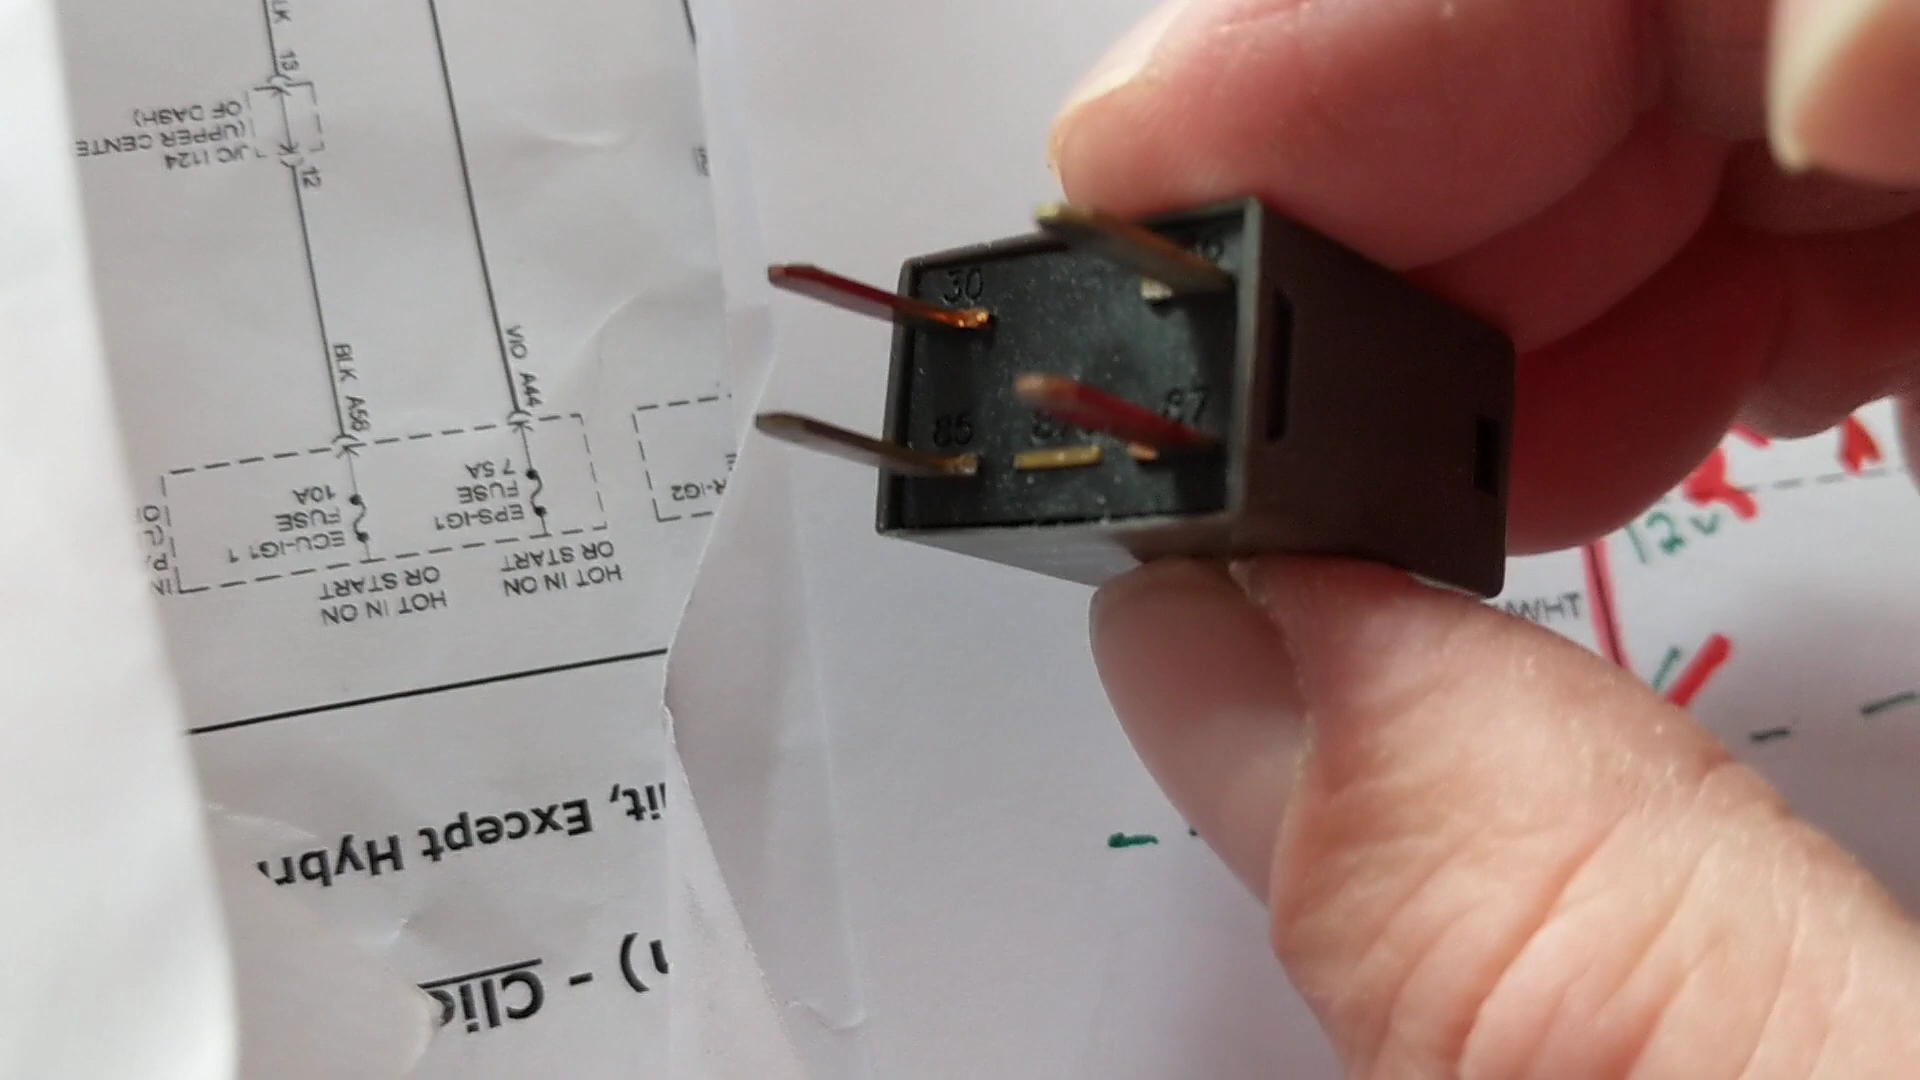 13
J/C I124
(UPPER CENTE
OF DASH)
12
BLK A56
VIO A44
HOT IN ON
OR START
HOT IN ON
OR START
ECU-IG1 1
FUSE
10A
EPS-IG1
FUSE
7.5A
R-IG2
it, Except Hybr
) - Clic
30
85
87
12v
WHT